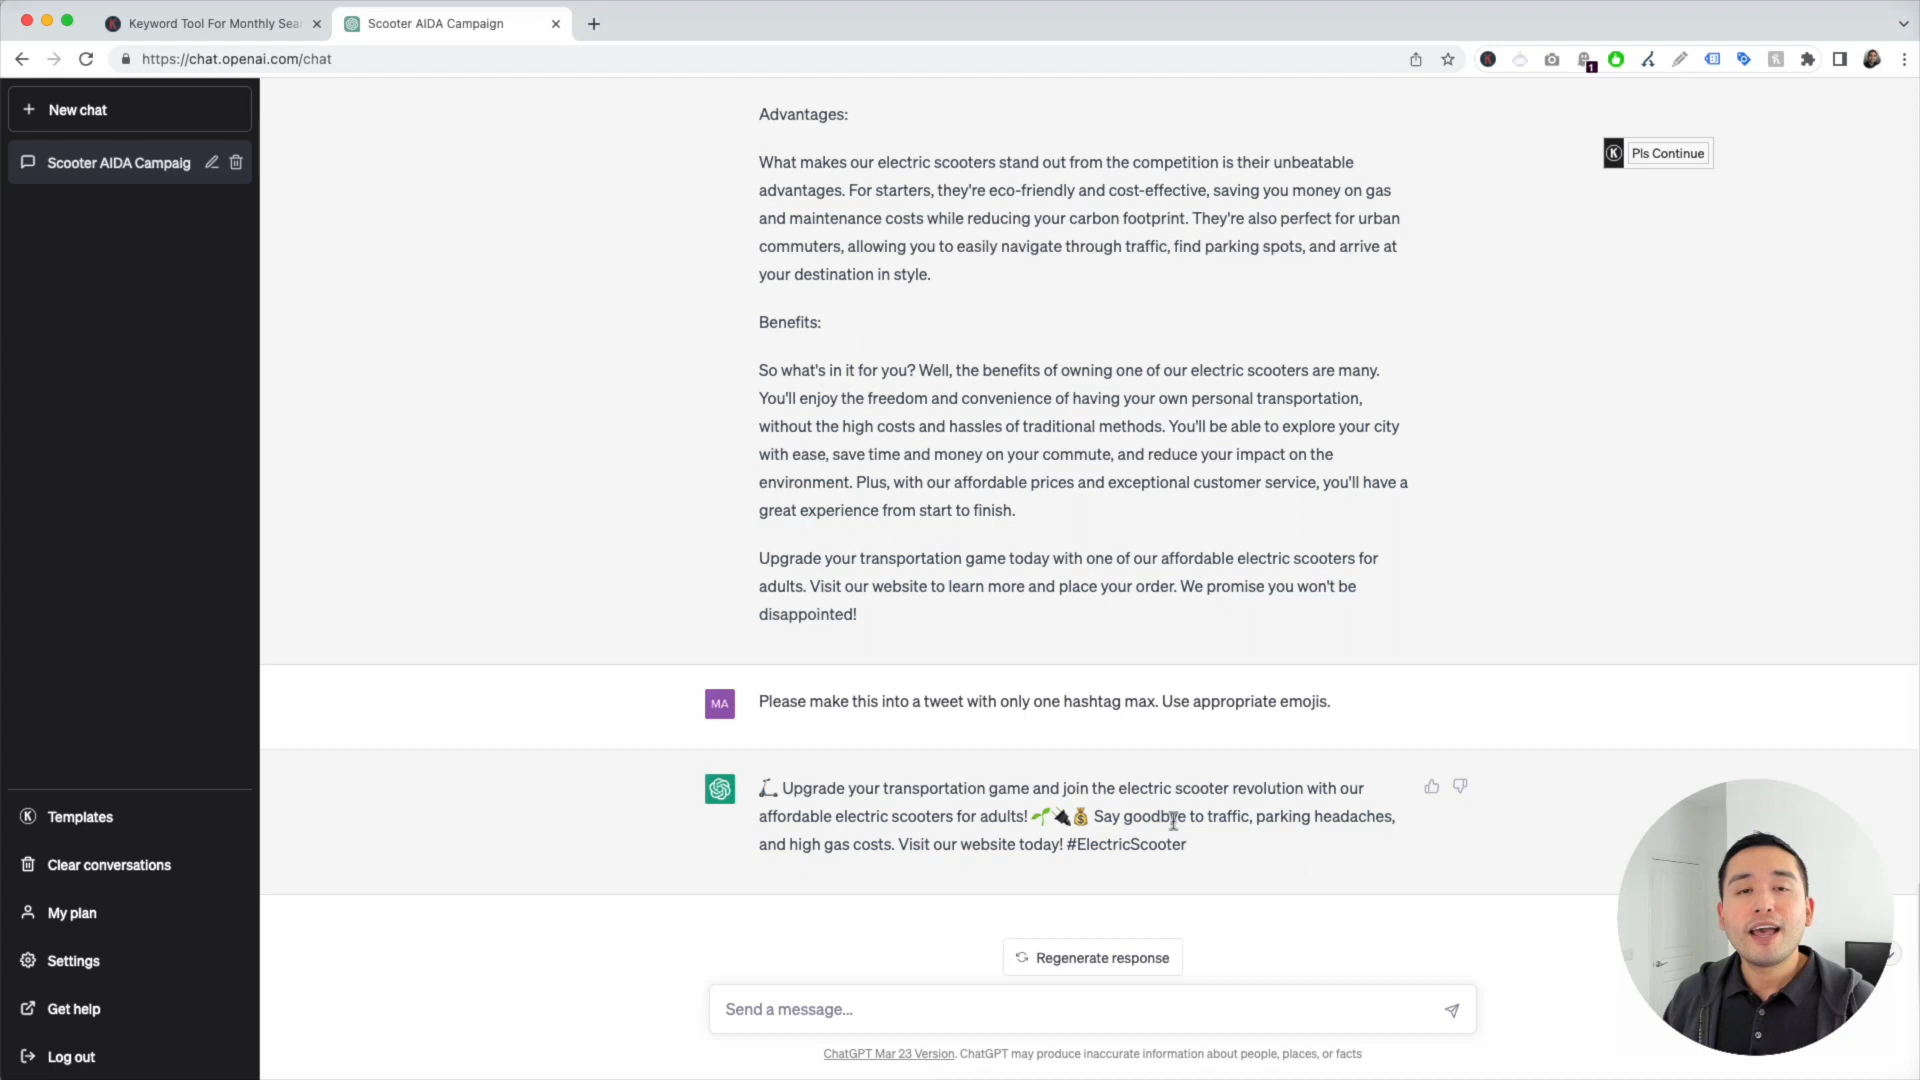 Keyword Tool For Monthly Sea
Scooter AIDA Campaign
https://chat.openai.com/chat
1
New chat
Scooter AIDA Campaig
K Pls Continue
Advantages:
What makes our electric scooters stand out from the competition is their unbeatable
advantages. For starters, they're eco-friendly and cost-effective, saving you money on gas
and maintenance costs while reducing your carbon footprint. They're also perfect for urban
commuters, allowing you to easily navigate through traffic, find parking spots, and arrive at
your destination in style.
Benefits:
So what's in it for you? Well, the benefits of owning one of our electric scooters are many.
You'll enjoy the freedom and convenience of having your own personal transportation,
without the high costs and hassles of traditional methods. You'll be able to explore your city
with ease, save time and money on your commute, and reduce your impact on the
environment. Plus, with our affordable prices and exceptional customer service, you'll have a
great experience from start to finish.
Upgrade your transportation game today with one of our affordable electric scooters for
adults. Visit our website to learn more and place your order. We promise you won't be
disappointed!
MA
Please make this into a tweet with only one hashtag max. Use appropriate emojis.
🛴 Upgrade your transportation game and join the electric scooter revolution with our
affordable electric scooters for adults! 🌱🔌💰 Say goodbye to traffic, parking headaches,
and high gas costs. Visit our website today! #ElectricScooter
Templates
Clear conversations
My plan
Settings
Get help
Log out
Regenerate response
Send a message...
ChatGPT Mar 23 Version. ChatGPT may produce inaccurate information about people, places, or facts